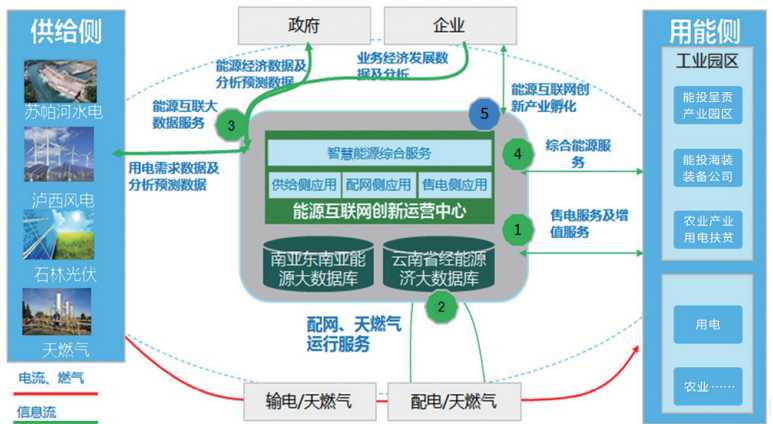 供给侧
苏帕河水电
泸西风电
石林光伏
天燃气
电流、燃气
信息流
政府
企业
能源经济数据及
分析预测数据
业务经济发展数
据及分析
能源互联大
数据服务
3
用电需求数据及
分析预测数据
5
能源互联网创
新产业孵化
智慧能源综合服务
供给侧应用
配网侧应用
售电侧应用
能源互联网创新运营中心
南亚东南亚能
源大数据库
云南省经能源
济大数据库
4
综合能源服
务
1
售电服务及增
值服务
2
配网、天燃气
运行服务
输电/天燃气
配电/天燃气
用能侧
工业园区
能投呈贡
产业园区
能投海装
装备公司
农业产业
用电扶贫
用电
农业……